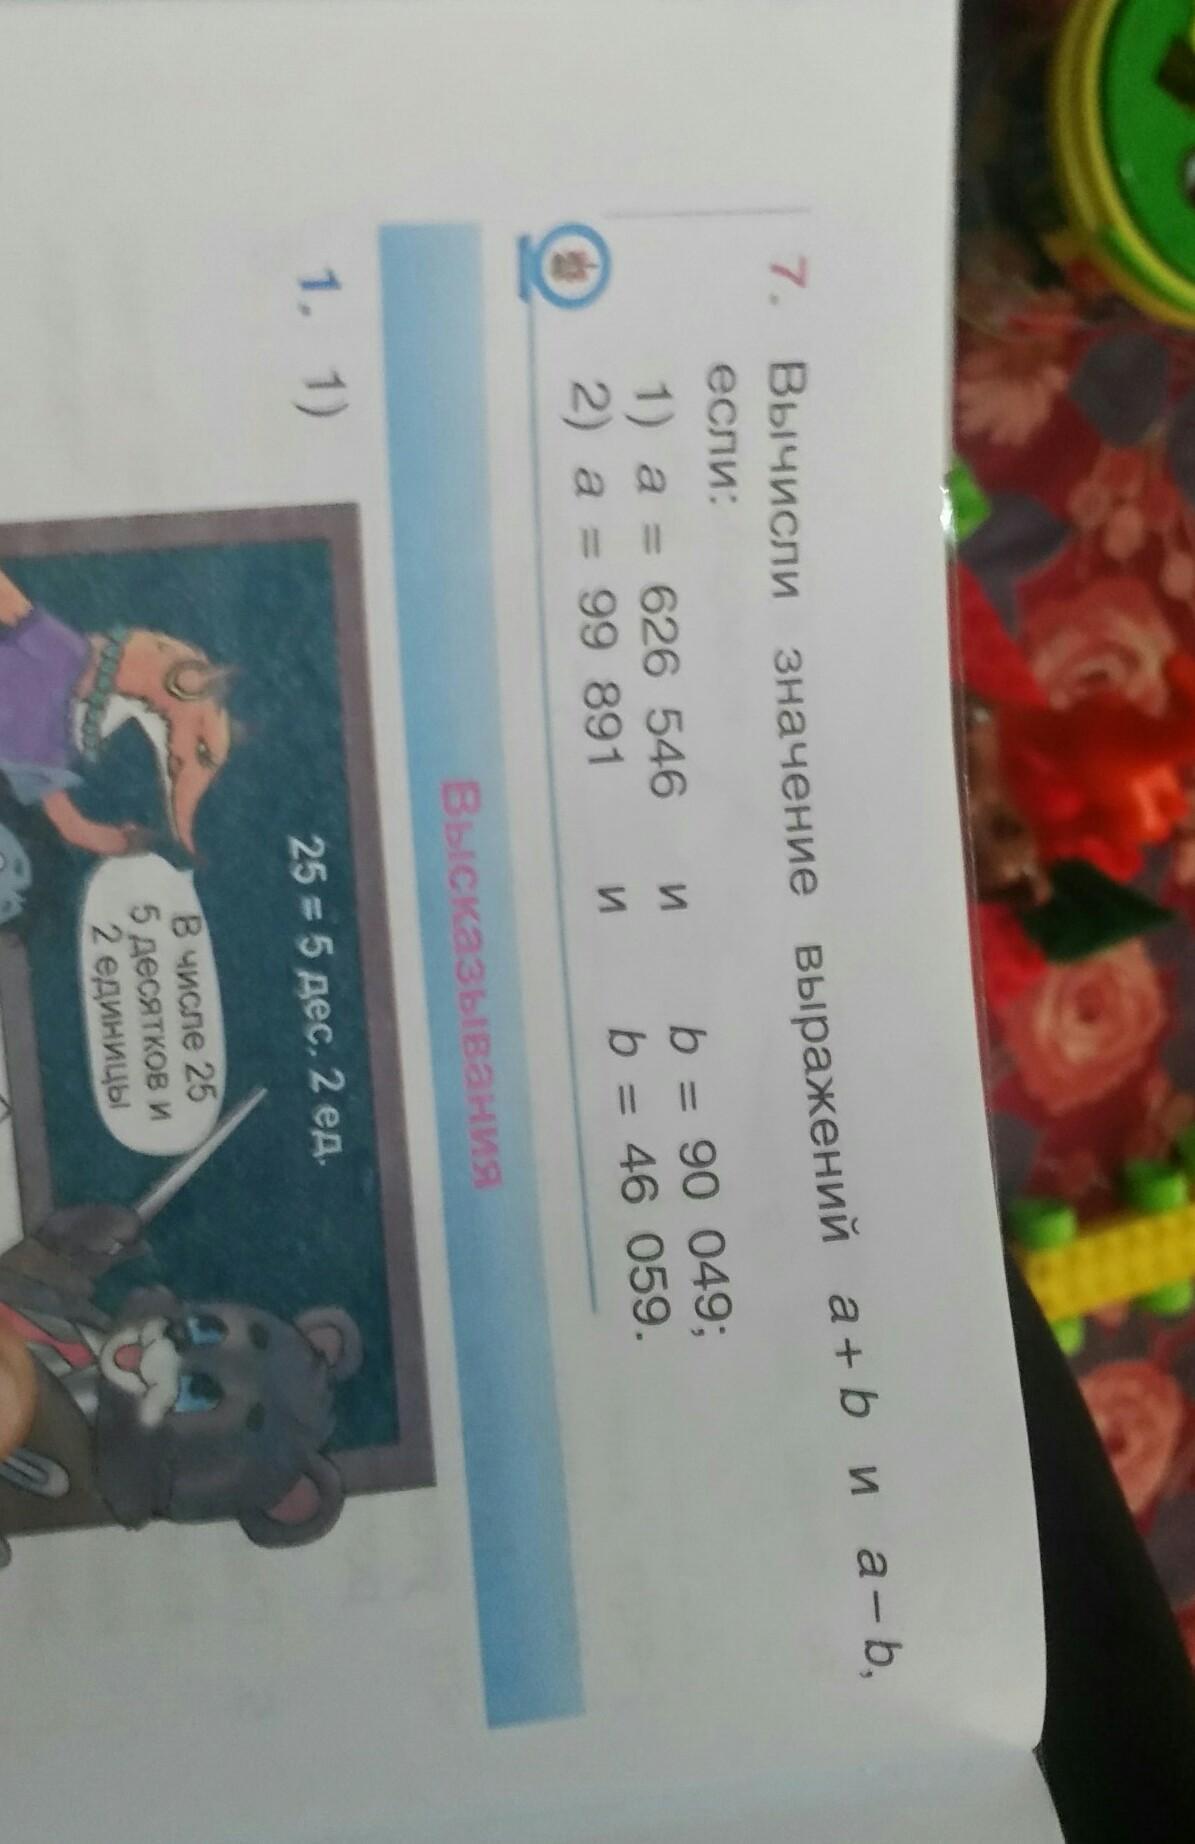 7. Вычисли значение выражений a + b и a – b,
если:
1) a = 626 546 и b = 90 049;
2) a = 99 891 и b = 46 059.
Высказывания
1. 1)
25 = 5 дес. 2 ед.
В числе 25
5 десятков и
2 единицы